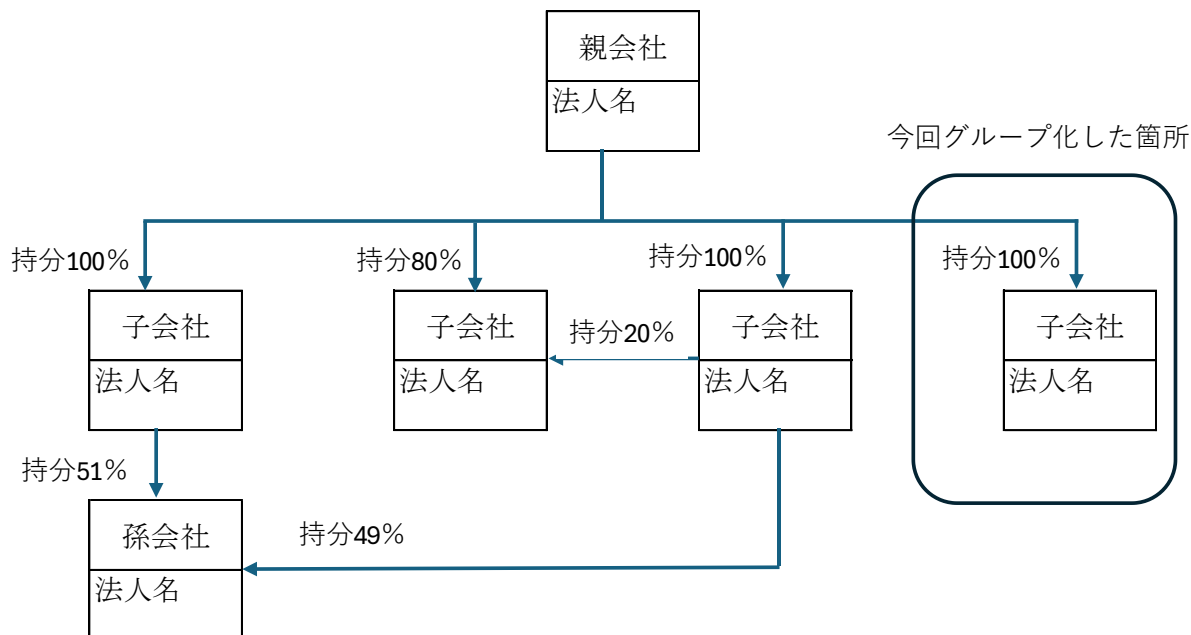 親会社
法人名
今回グループ化した箇所
持分100％
持分80％
持分100％
持分100％
子会社
法人名
子会社
法人名
持分20％
子会社
法人名
子会社
法人名
持分51％
孫会社
法人名
持分49％